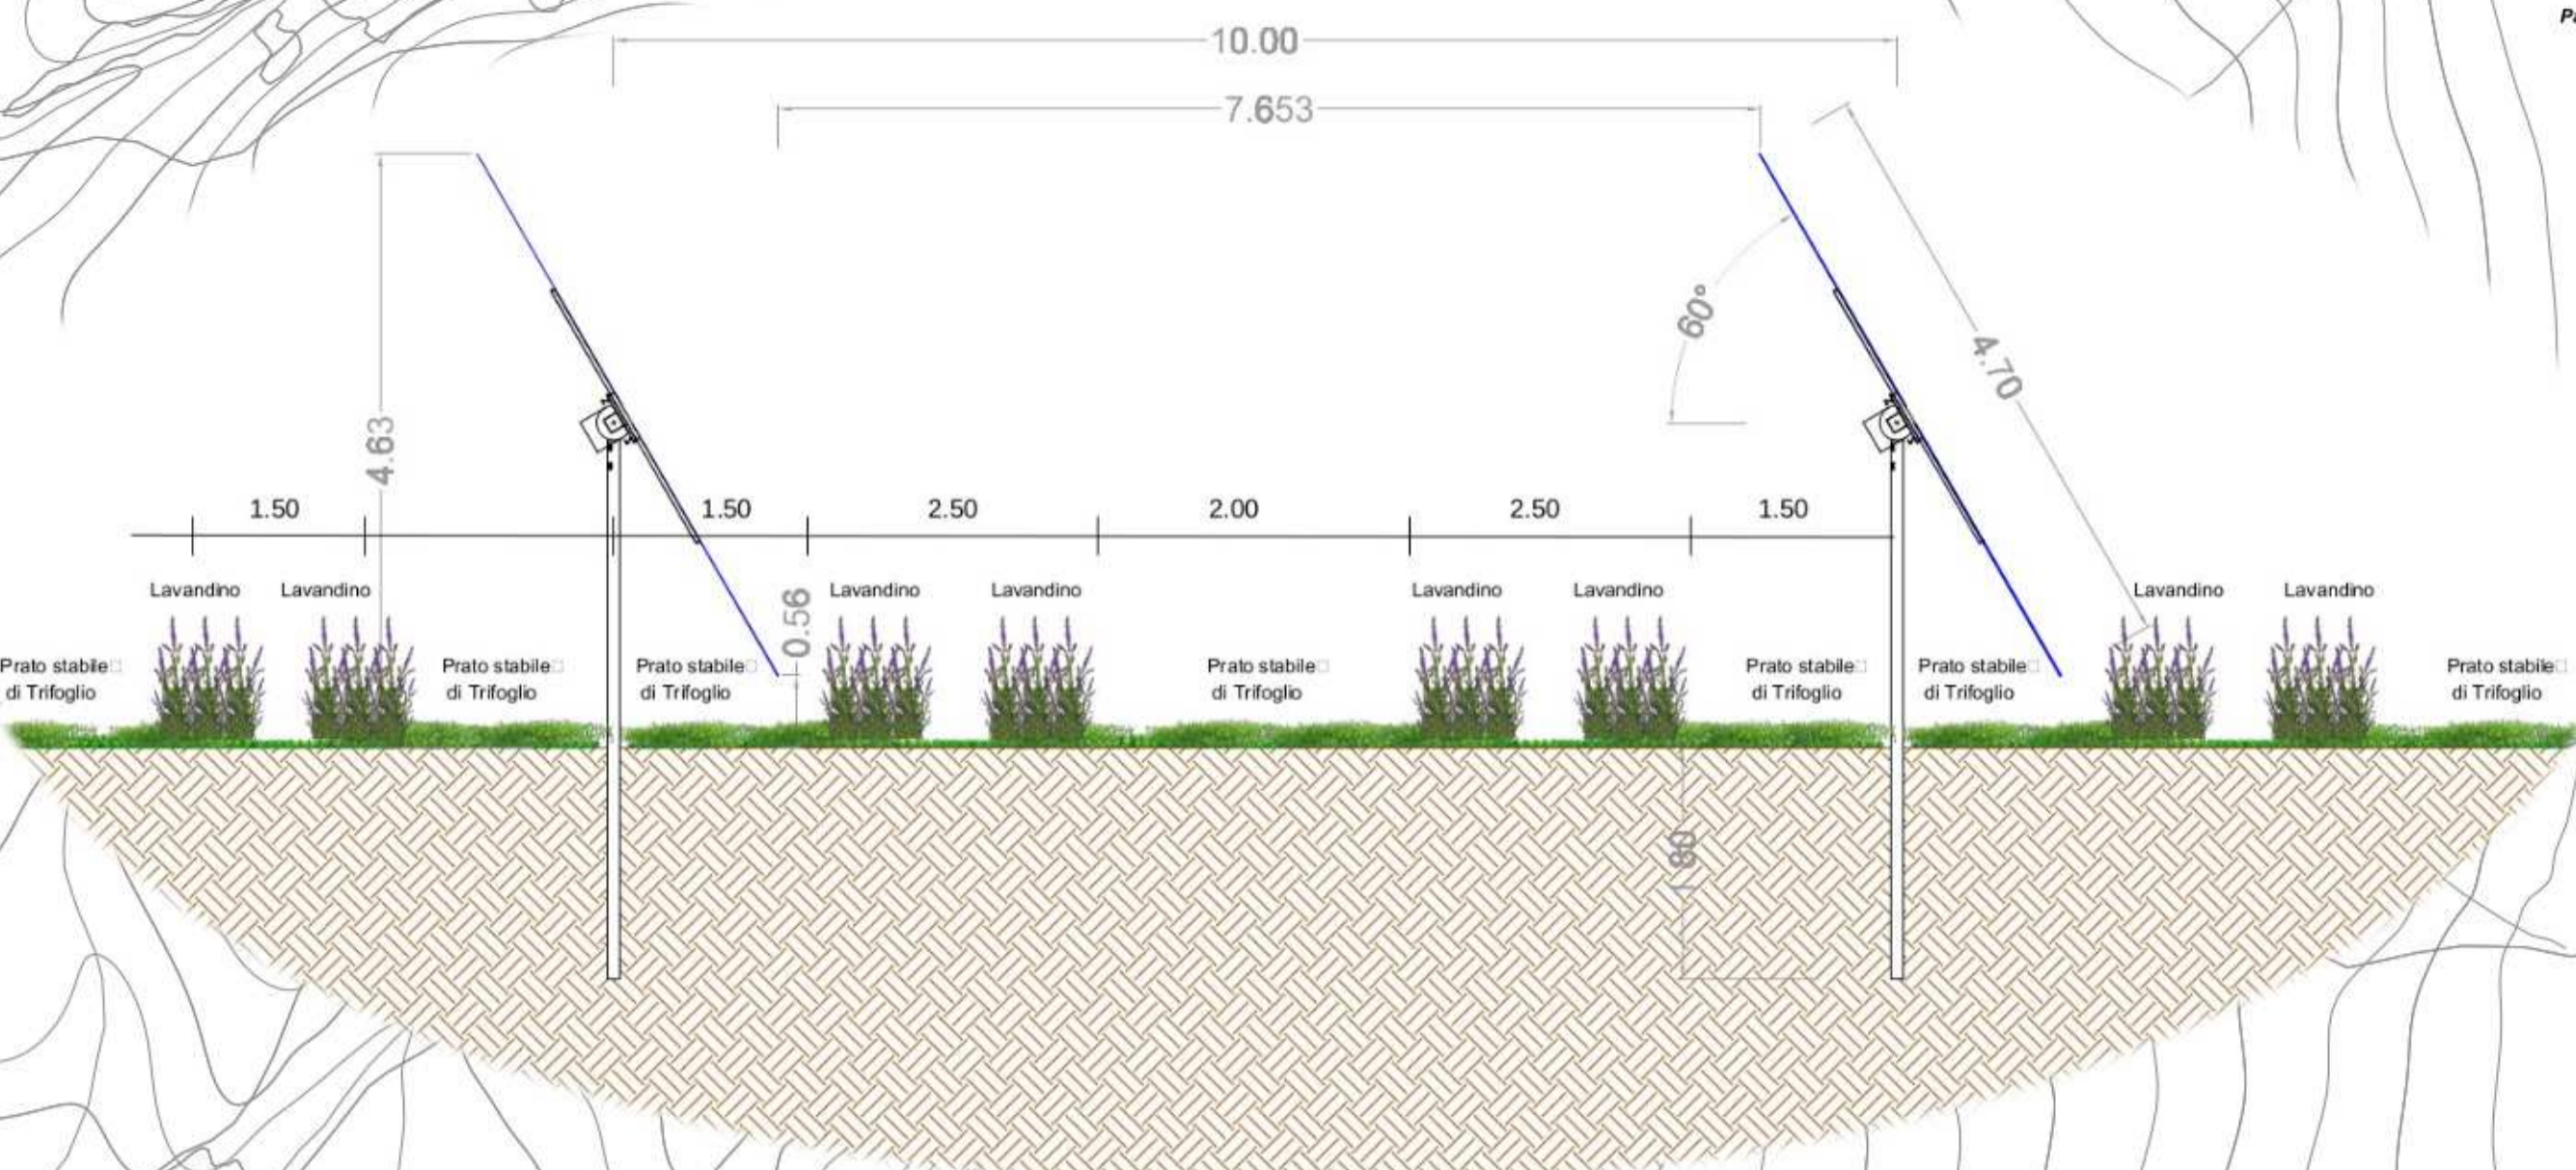 10.00
7.653
60°
4.70
4.63
1.50
1.50
2.50
2.00
2.50
1.50
0.56
Lavandino
Lavandino
Lavandino
Lavandino
Lavandino
Lavandino
Lavandino
Lavandino
Prato stabile
di Trifoglio
Prato stabile
di Trifoglio
Prato stabile
di Trifoglio
Prato stabile
di Trifoglio
Prato stabile
di Trifoglio
Prato stabile
di Trifoglio
Prato stabile
di Trifoglio
1.80